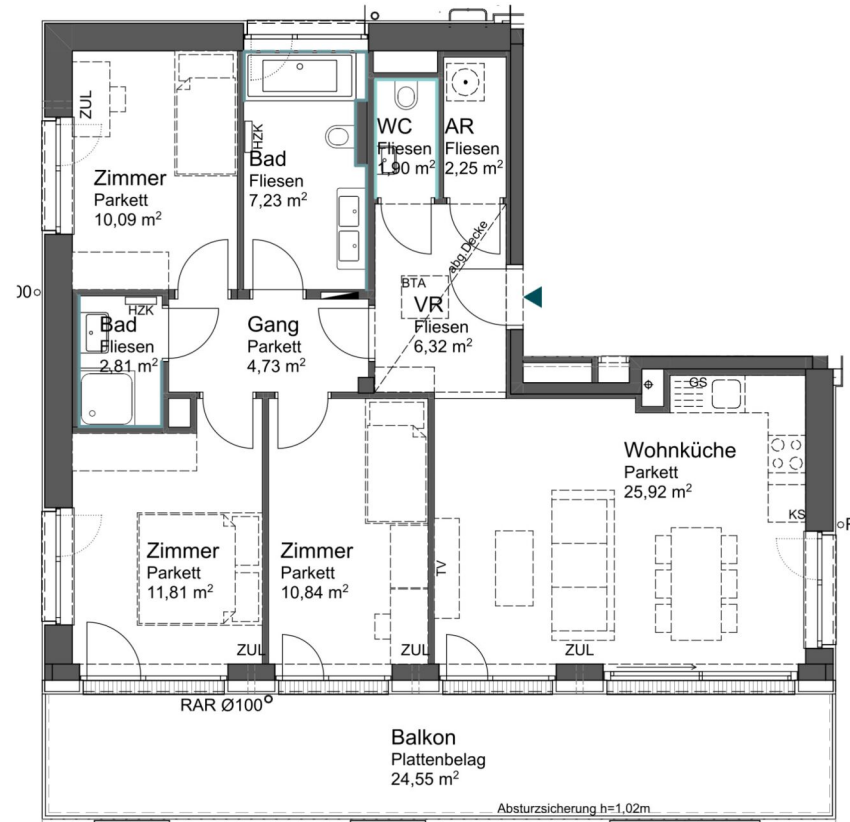 ZUL
Zimmer
Parkett
10,09 m²
HZK
Bad
Fliesen
7,23 m²
WC
Fliesen
1,90 m²
AR
Fliesen
2,25 m²
abg.Decke
BTA
VR
Fliesen
6,32 m²
HZK
Bad
Fliesen
2,81 m²
Gang
Parkett
4,73 m²
GS
Wohnküche
Parkett
25,92 m²
KS
Zimmer
Parkett
11,81 m²
Zimmer
Parkett
10,84 m²
TV
ZUL
ZUL
ZUL
RAR Ø100
Balkon
Plattenbelag
24,55 m²
Absturzsicherung h=1,02m